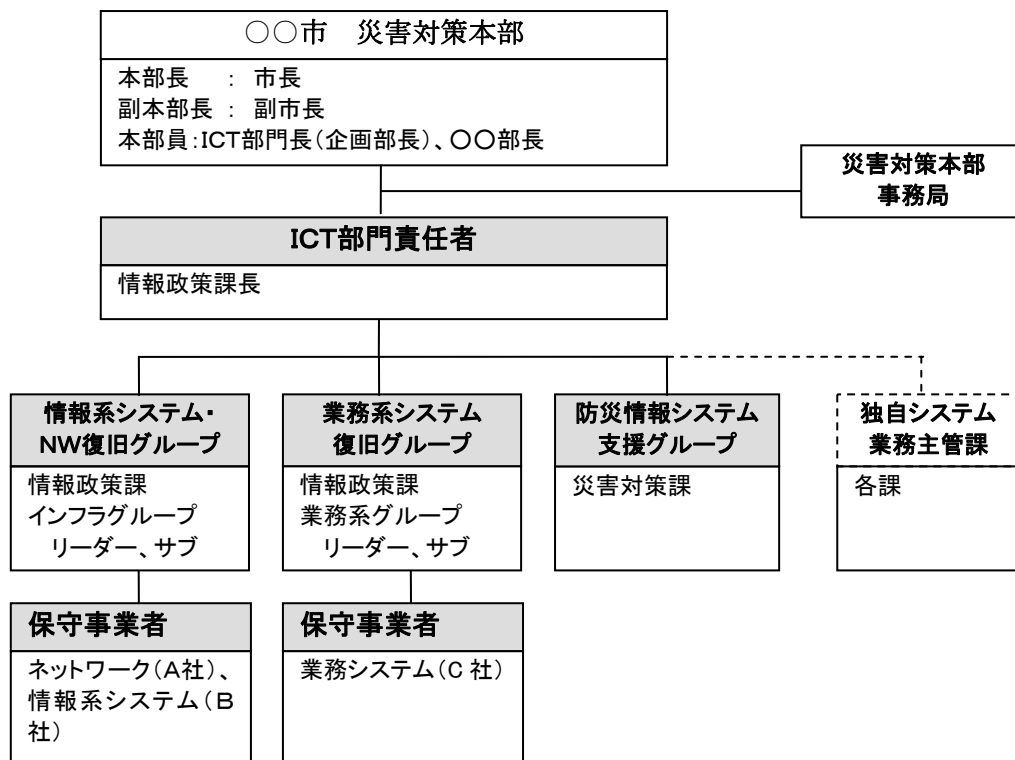 〇〇市　災害対策本部
本部長　：　市長
副本部長　：　副市長
本部員：ICT部門長（企画部長）、〇〇部長
災害対策本部
事務局
ICT部門責任者
情報政策課長
情報系システム・
NW復旧グループ
情報政策課
インフラグループ
リーダー、サブ
業務系システム
復旧グループ
情報政策課
業務系グループ
リーダー、サブ
防災情報システム
支援グループ
災害対策課
独自システム
業務主管課
各課
保守事業者
ネットワーク（A社）、
情報系システム（B
社）
保守事業者
業務システム（C 社）